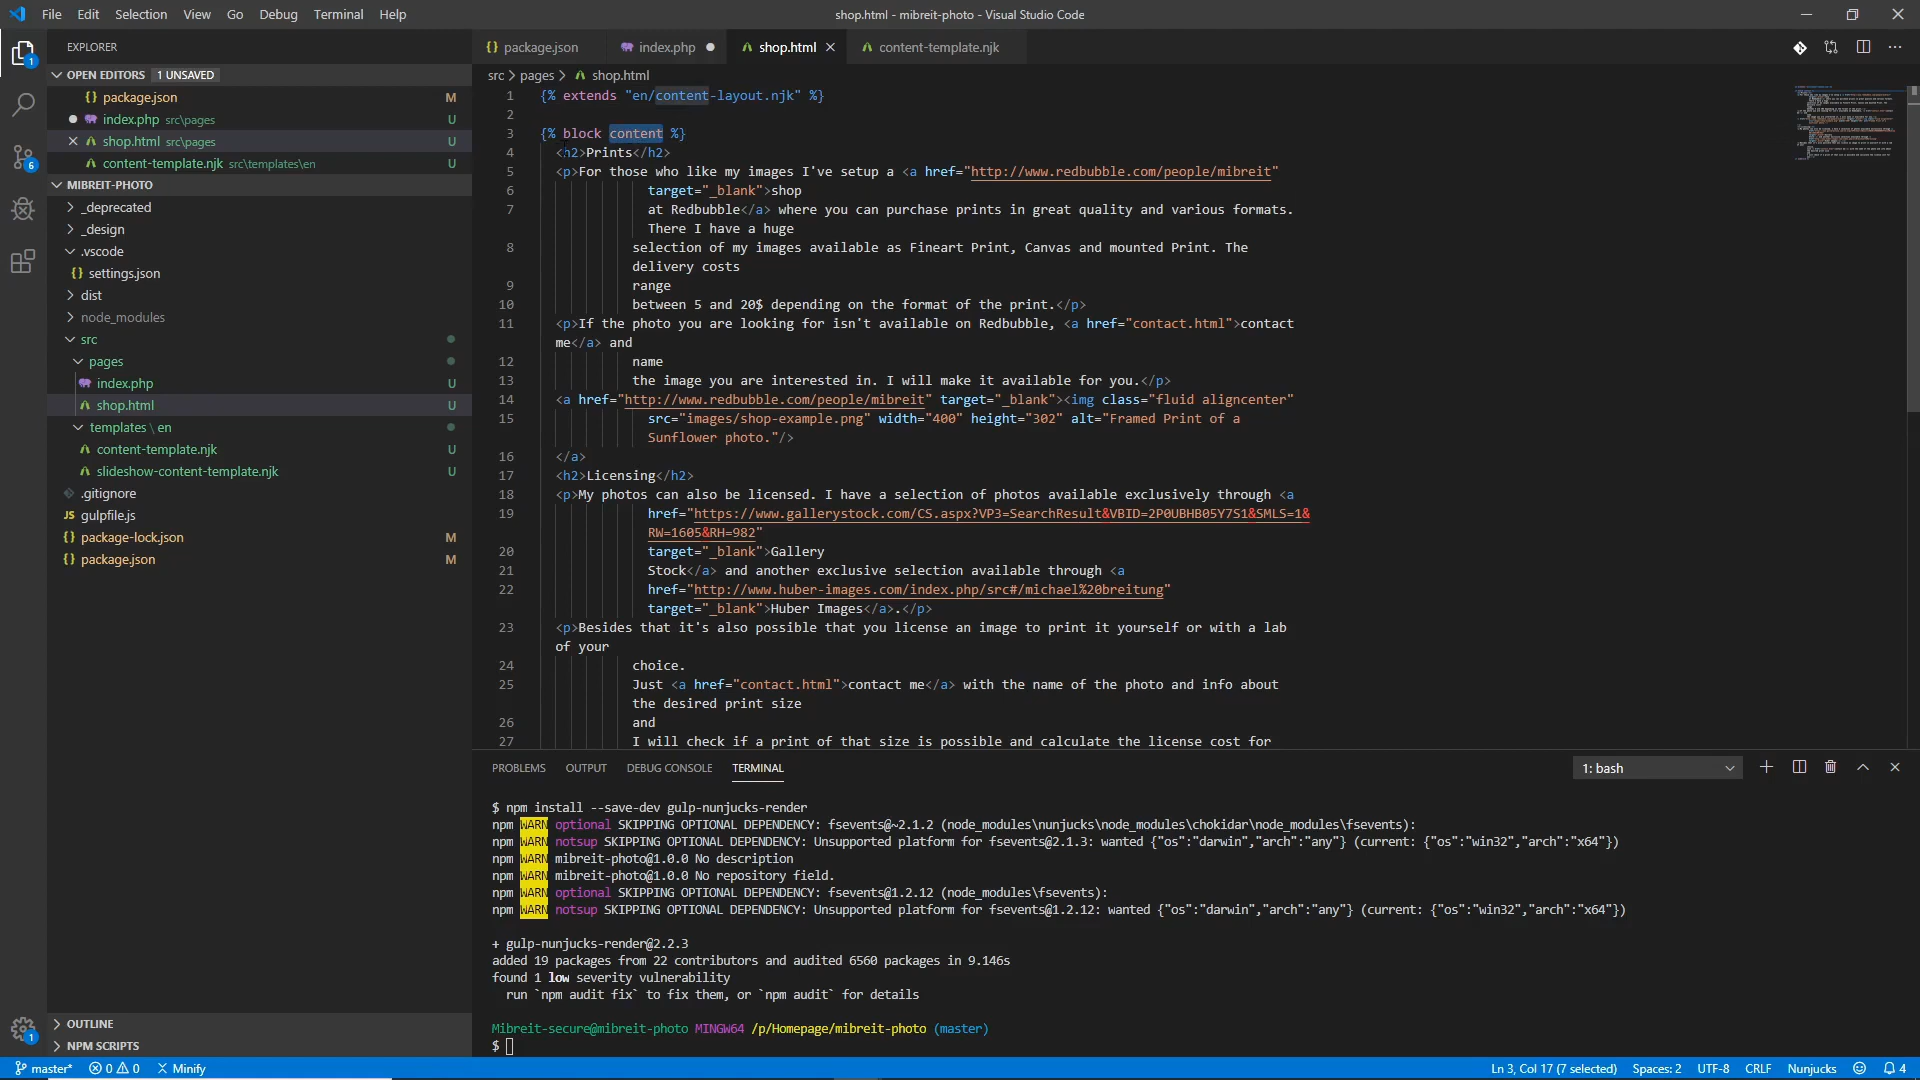 File Edit Selection View Go Debug Terminal Help
shop.html - mibreit-photo - Visual Studio Code
EXPLORER
OPEN EDITORS 1 UNSAVED
{} package.json M
index.php src\pages U
shop.html src\pages U
content-template.njk src\templates\en U
MIBREIT-PHOTO
_deprecated
_design
.vscode
{} settings.json
dist
node_modules
src
pages
index.php U
shop.html U
templates \ en
content-template.njk U
slideshow-content-template.njk U
.gitignore
JS gulpfile.js
{} package-lock.json M
{} package.json M
OUTLINE
NPM SCRIPTS
1
6
1
{} package.json
index.php
shop.html
content-template.njk
src > pages > shop.html
1 {% extends "en/content-layout.njk" %}
2
3 {% block content %}
4 <h2>Prints</h2>
5 <p>For those who like my images I've setup a <a href="http://www.redbubble.com/people/mibreit"
6 target="_blank">shop
7 at Redbubble</a> where you can purchase prints in great quality and various formats.
There I have a huge
8 selection of my images available as Fineart Print, Canvas and mounted Print. The
delivery costs
9 range
10 between 5 and 20$ depending on the format of the print.</p>
11 <p>If the photo you are looking for isn't available on Redbubble, <a href="contact.html">contact
me</a> and
12 name
13 the image you are interested in. I will make it available for you.</p>
14 <a href="http://www.redbubble.com/people/mibreit" target="_blank"><img class="fluid aligncenter"
15 src="images/shop-example.png" width="400" height="302" alt="Framed Print of a
Sunflower photo."/>
16 </a>
17 <h2>Licensing</h2>
18 <p>My photos can also be licensed. I have a selection of photos available exclusively through <a
19 href="https://www.gallerystock.com/CS.aspx?VP3=SearchResult&VBID=2P0UBHB05Y7S1&SMLS=1&
RW=1605&RH=982"
20 target="_blank">Gallery
21 Stock</a> and another exclusive selection available through <a
22 href="http://www.huber-images.com/index.php/src#/michael%20breitung"
target="_blank">Huber Images</a>.</p>
23 <p>Besides that it's also possible that you license an image to print it yourself or with a lab
of your
24 choice.
25 Just <a href="contact.html">contact me</a> with the name of the photo and info about
the desired print size
26 and
27 I will check if a print of that size is possible and calculate the license cost for
PROBLEMS OUTPUT DEBUG CONSOLE TERMINAL
1: bash
$ npm install --save-dev gulp-nunjucks-render
npm WARN optional SKIPPING OPTIONAL DEPENDENCY: fsevents@~2.1.2 (node_modules\nunjucks\node_modules\chokidar\node_modules\fsevents):
npm WARN notsup SKIPPING OPTIONAL DEPENDENCY: Unsupported platform for fsevents@2.1.3: wanted {"os":"darwin","arch":"any"} (current: {"os":"win32","arch":"x64"})
npm WARN mibreit-photo@1.0.0 No description
npm WARN mibreit-photo@1.0.0 No repository field.
npm WARN optional SKIPPING OPTIONAL DEPENDENCY: fsevents@1.2.12 (node_modules\fsevents):
npm WARN notsup SKIPPING OPTIONAL DEPENDENCY: Unsupported platform for fsevents@1.2.12: wanted {"os":"darwin","arch":"any"} (current: {"os":"win32","arch":"x64"})
+ gulp-nunjucks-render@2.2.3
added 19 packages from 22 contributors and audited 6560 packages in 9.146s
found 1 low severity vulnerability
run `npm audit fix` to fix them, or `npm audit` for details
Mibreit-secure@mibreit-photo MINGW64 /p/Homepage/mibreit-photo (master)
$
master* 0 0 Minify
Ln 3, Col 17 (7 selected) Spaces: 2 UTF-8 CRLF Nunjucks 4